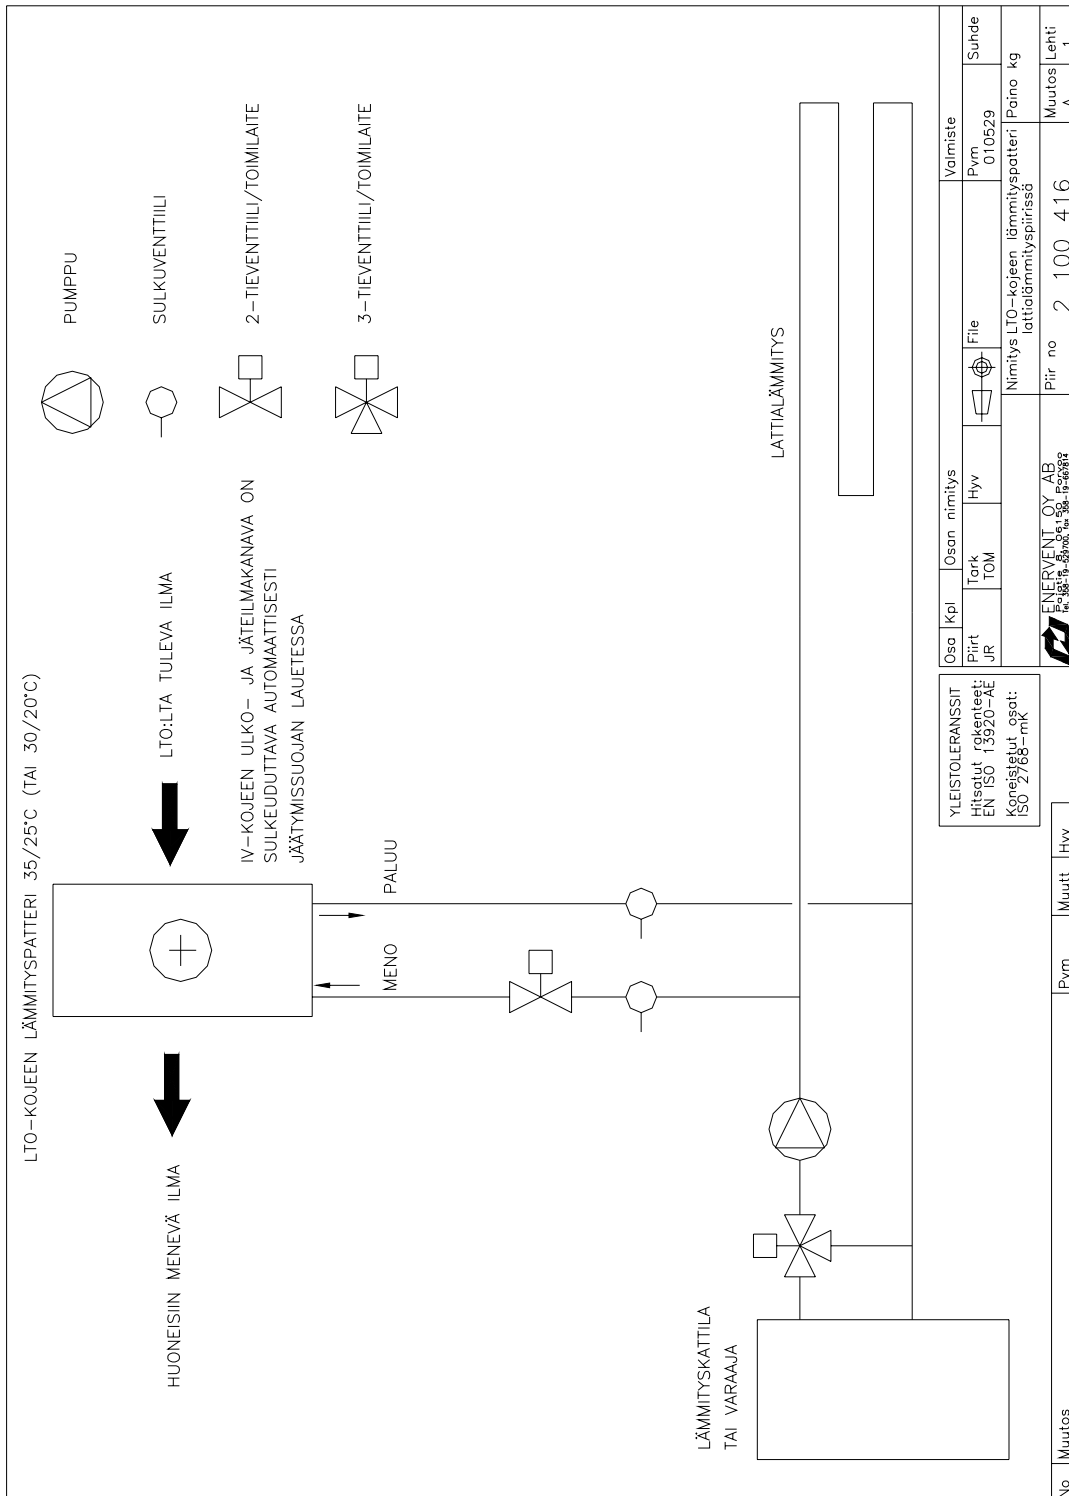 LTO-KOJEEN LÄMMITYSPATTERI 35/25°C (TAI 30/20°C)
HUONEISIIN MENEVÄ ILMA
LTO:LTA TULEVA ILMA
IV-KOJEEN ULKO- JA JÄTEILMAKANAVA ON
SULKEUDUTTAVA AUTOMAATTISESTI
JÄÄTYMISSUOJAN LAUETESSA
PUMPPU
SULKUVENTTIILI
2-TIEVENTTIILI/TOIMILAITE
3-TIEVENTTIILI/TOIMILAITE
MENO
PALUU
LÄMMITYSKATTILA
TAI VARAAJA
LATTIALÄMMITYS
YLEISTOLERANSSIT
Hitsatut rakenteet:
EN ISO 13920-AE
Koneistetut osat:
ISO 2768-mK
Osa Kpl Osan nimitys Valmiste
Piirt Tark Hyv File Pvm Suhde
JR TOM 010529
Nimitys LTO-kojeen lämmityspatteri Paino kg
lattialämmityspiirissä
ENERVENT OY AB
Piir no 2 100 416 Muutos Lehti
A 1
No Muutos Pvm Muutt Hyv